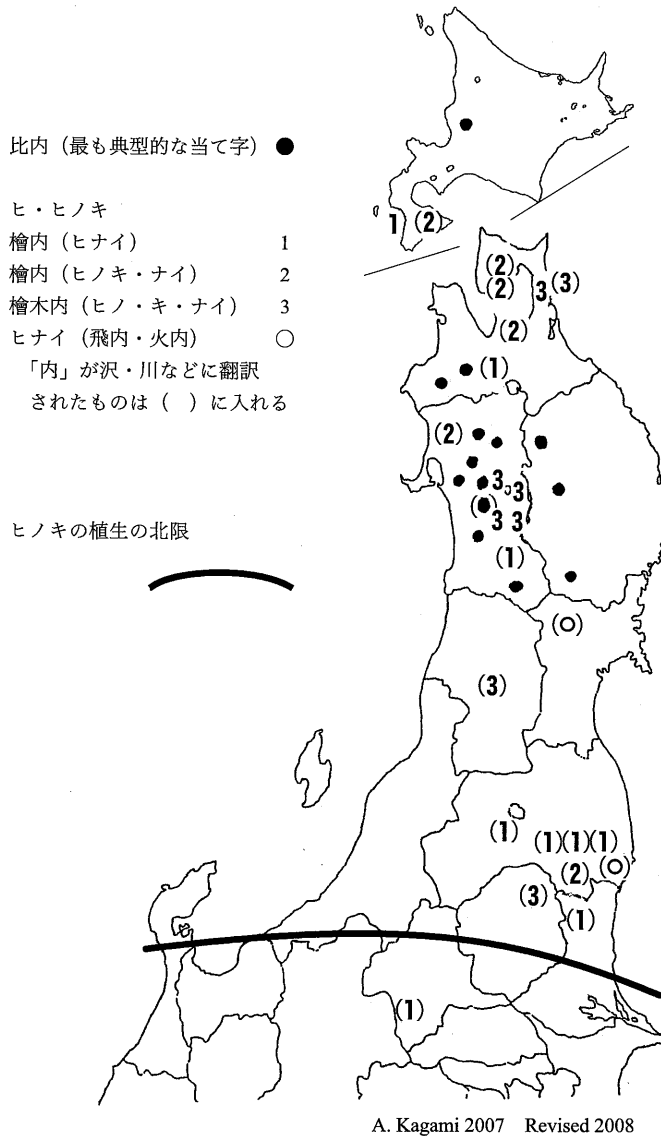 比内（最も典型的な当て字）●
ヒ・ヒノキ
檜内（ヒナイ） 1
檜内（ヒノキ・ナイ） 2
檜木内（ヒノ・キ・ナイ） 3
ヒナイ（飛内・火内） ○
「内」が沢・川などに翻訳
されたものは（ ）に入れる
ヒノキの植生の北限
1 (2)
(2)
(2) 3 (3)
(2)
(1)
(2)
3
3
3 3
(1)
(○)
(3)
(1)
(1)(1)(1)
(2) (○)
(3)
(1)
(1)
A. Kagami 2007 Revised 2008